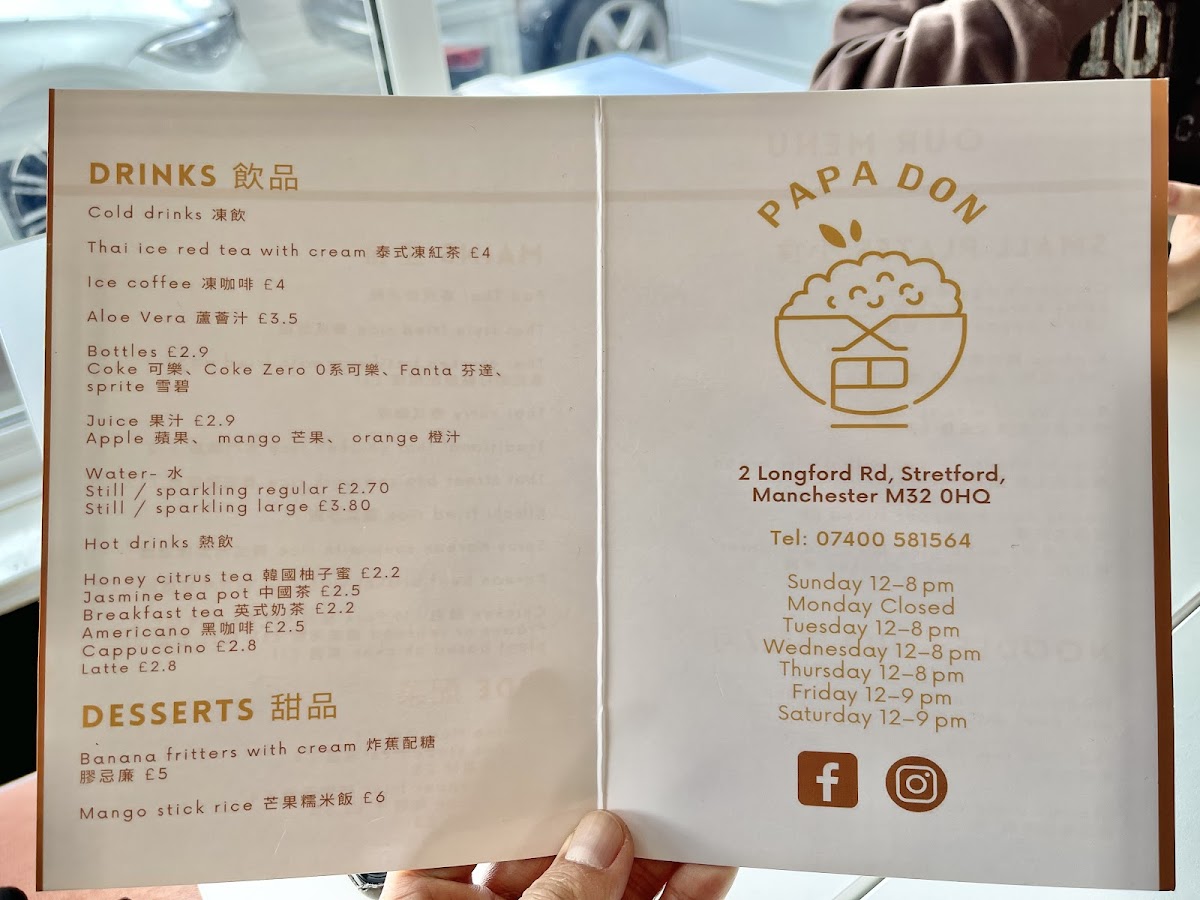 DRINKS 飲品
Cold drinks 凍飲
Thai ice red tea with cream 泰式凍紅茶 £4
Ice coffee 凍咖啡 £4
Aloe Vera 蘆薈汁 £3.5
Bottles £2.9
Coke 可樂、Coke Zero 0系可樂、Fanta 芬達、
sprite 雪碧
Juice 果汁 £2.9
Apple 蘋果、 mango 芒果、 orange 橙汁
Water- 水
Still / sparkling regular £2.70
Still / sparkling large £3.80
Hot drinks 熱飲
Honey citrus tea 韓國柚子蜜 £2.2
Jasmine tea pot 中國茶 £2.5
Breakfast tea 英式奶茶 £2.2
Americano 黑咖啡 £2.5
Cappuccino £2.8
Latte £2.8
DESSERTS 甜品
Banana fritters with cream 炸蕉配糖
膠忌廉 £5
Mango stick rice 芒果糯米飯 £6
PAPA DON
2 Longford Rd, Stretford,
Manchester M32 0HQ
Tel: 07400 581564
Sunday 12–8 pm
Monday Closed
Tuesday 12–8 pm
Wednesday 12–8 pm
Thursday 12–8 pm
Friday 12–9 pm
Saturday 12–9 pm